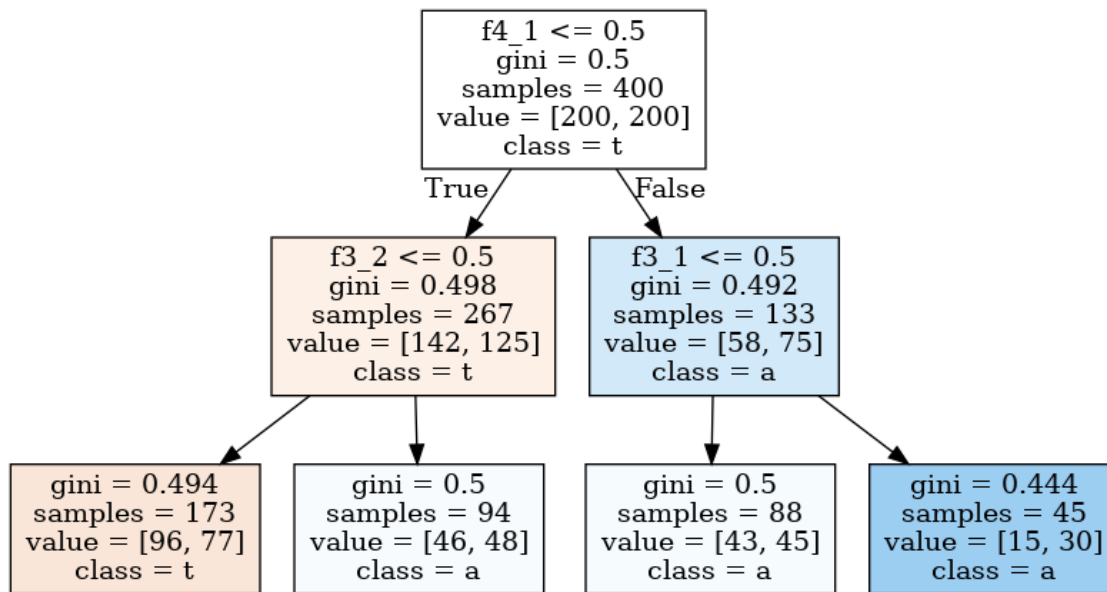 f4_1 <= 0.5
gini = 0.5
samples = 400
value = [200, 200]
class = t
True
False
f3_2 <= 0.5
gini = 0.498
samples = 267
value = [142, 125]
class = t
f3_1 <= 0.5
gini = 0.492
samples = 133
value = [58, 75]
class = a
gini = 0.494
samples = 173
value = [96, 77]
class = t
gini = 0.5
samples = 94
value = [46, 48]
class = a
gini = 0.5
samples = 88
value = [43, 45]
class = a
gini = 0.444
samples = 45
value = [15, 30]
class = a